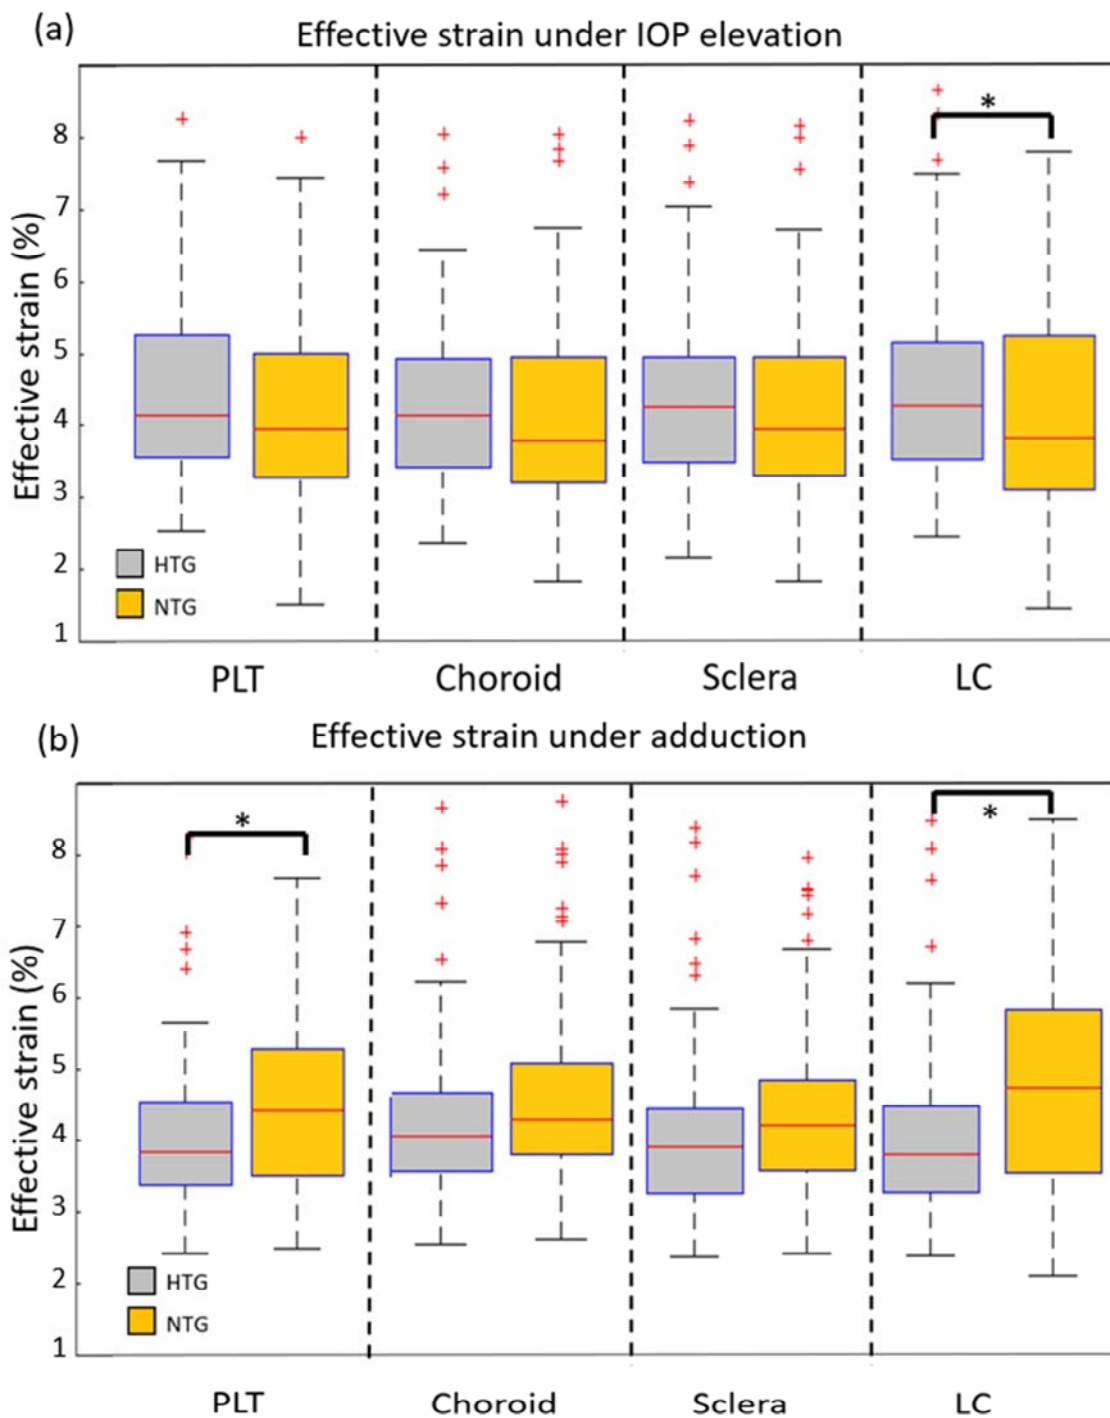 (a)
Effective strain under IOP elevation
Effective strain (%)
8
7
6
5
4
3
2
1
*
HTG
NTG
PLT Choroid Sclera LC
(b)
Effective strain under adduction
Effective strain (%)
8
7
6
5
4
3
2
1
*
*
HTG
NTG
PLT Choroid Sclera LC